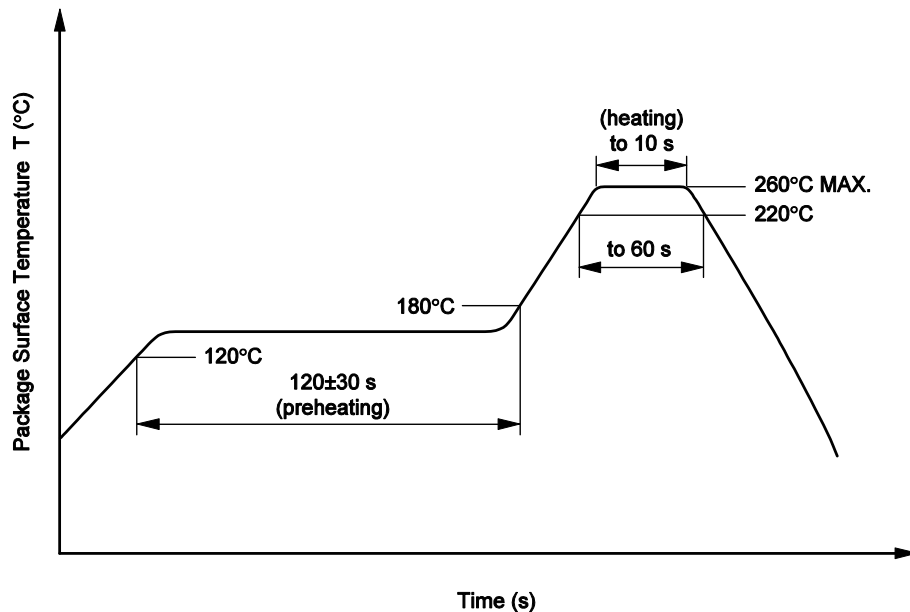 Package Surface Temperature T (°C)
(heating)
to 10 s
260°C MAX.
220°C
to 60 s
180°C
120°C
120±30 s
(preheating)
Time (s)